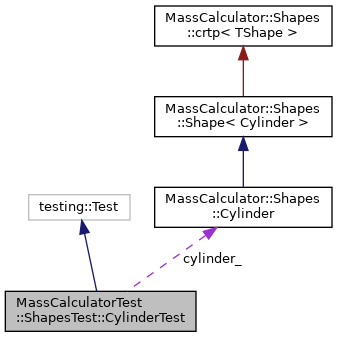 MassCalculator::Shapes
::crtp< TShape >
MassCalculator::Shapes
::Shape< Cylinder >
testing::Test
MassCalculator::Shapes
::Cylinder
cylinder_
MassCalculatorTest
::ShapesTest::CylinderTest